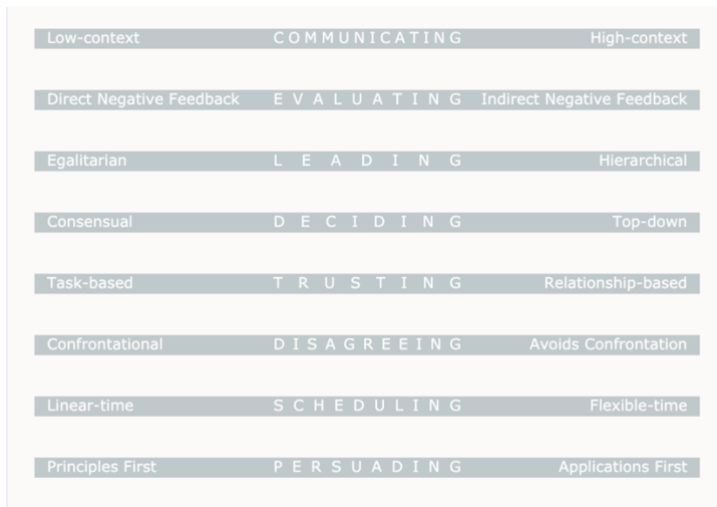 Low-context COMMUNICATING High-context
Direct Negative Feedback EVALUATING Indirect Negative Feedback
Egalitarian LEADING Hierarchical
Consensual DECIDING Top-down
Task-based TRUSTING Relationship-based
Confrontational DISAGREEING Avoids Confrontation
Linear-time SCHEDULING Flexible-time
Principles First PERSUADING Applications First